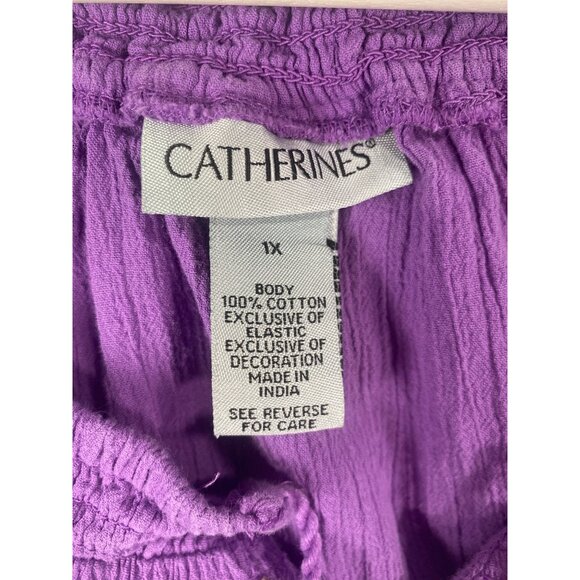 CATHERINES®
1X
BODY
100% COTTON
EXCLUSIVE OF
ELASTIC
EXCLUSIVE OF
DECORATION
MADE IN
INDIA
SEE REVERSE
FOR CARE